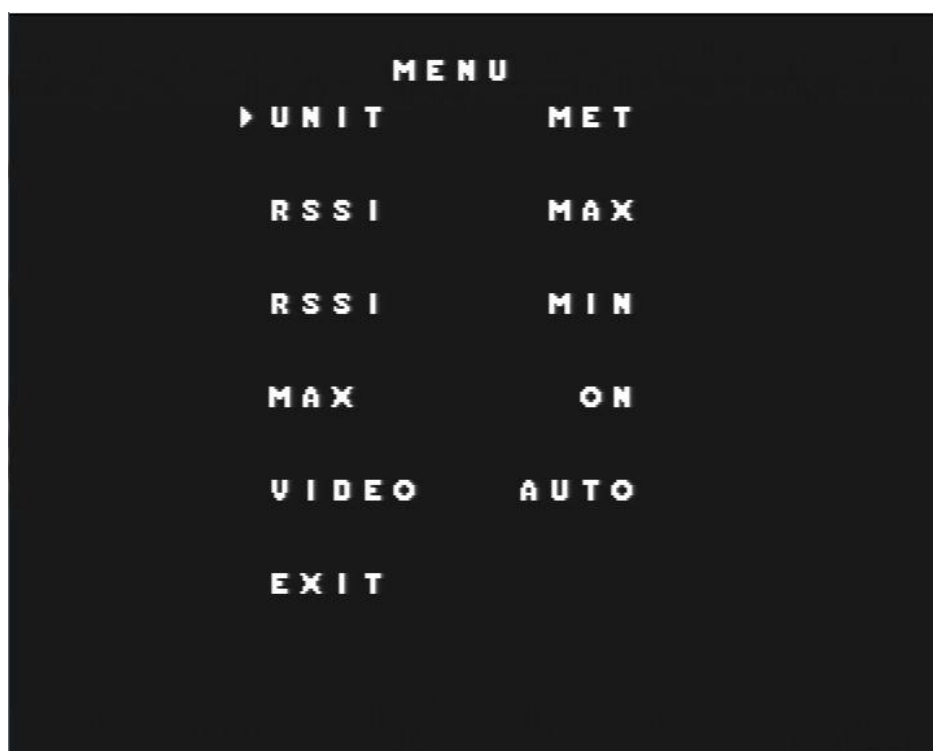 MENU
UNIT MET
RSSI MAX
RSSI MIN
MAX ON
VIDEO AUTO
EXIT